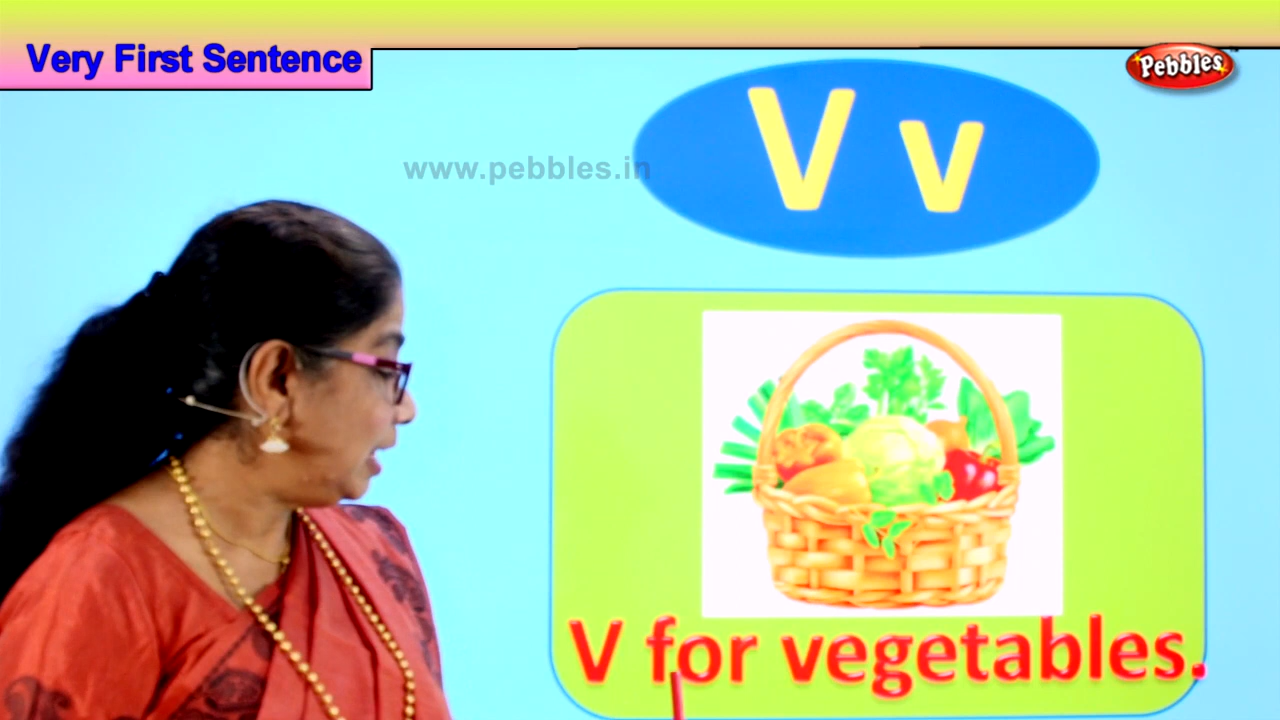 Very First Sentence
Pebbles
www.pebbles.in
V v
V for vegetables.